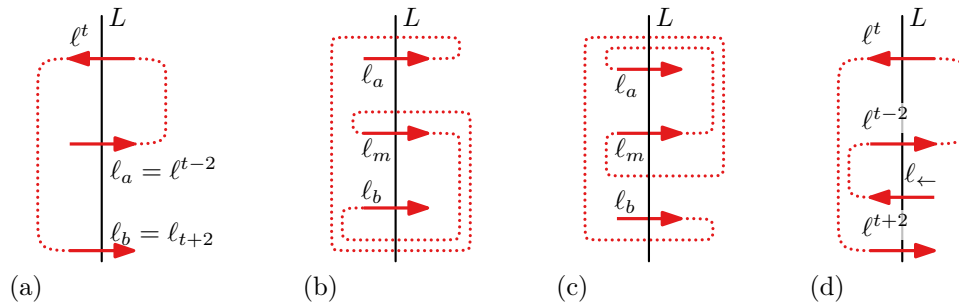 L L L L
ℓ^t ℓ^t
ℓ_a ℓ_a
ℓ^{t−2}
ℓ_m ℓ_m
ℓ_a = ℓ^{t−2} ℓ_←
ℓ_b ℓ_b
ℓ_b = ℓ_{t+2} ℓ^{t+2}
(a) (b) (c) (d)